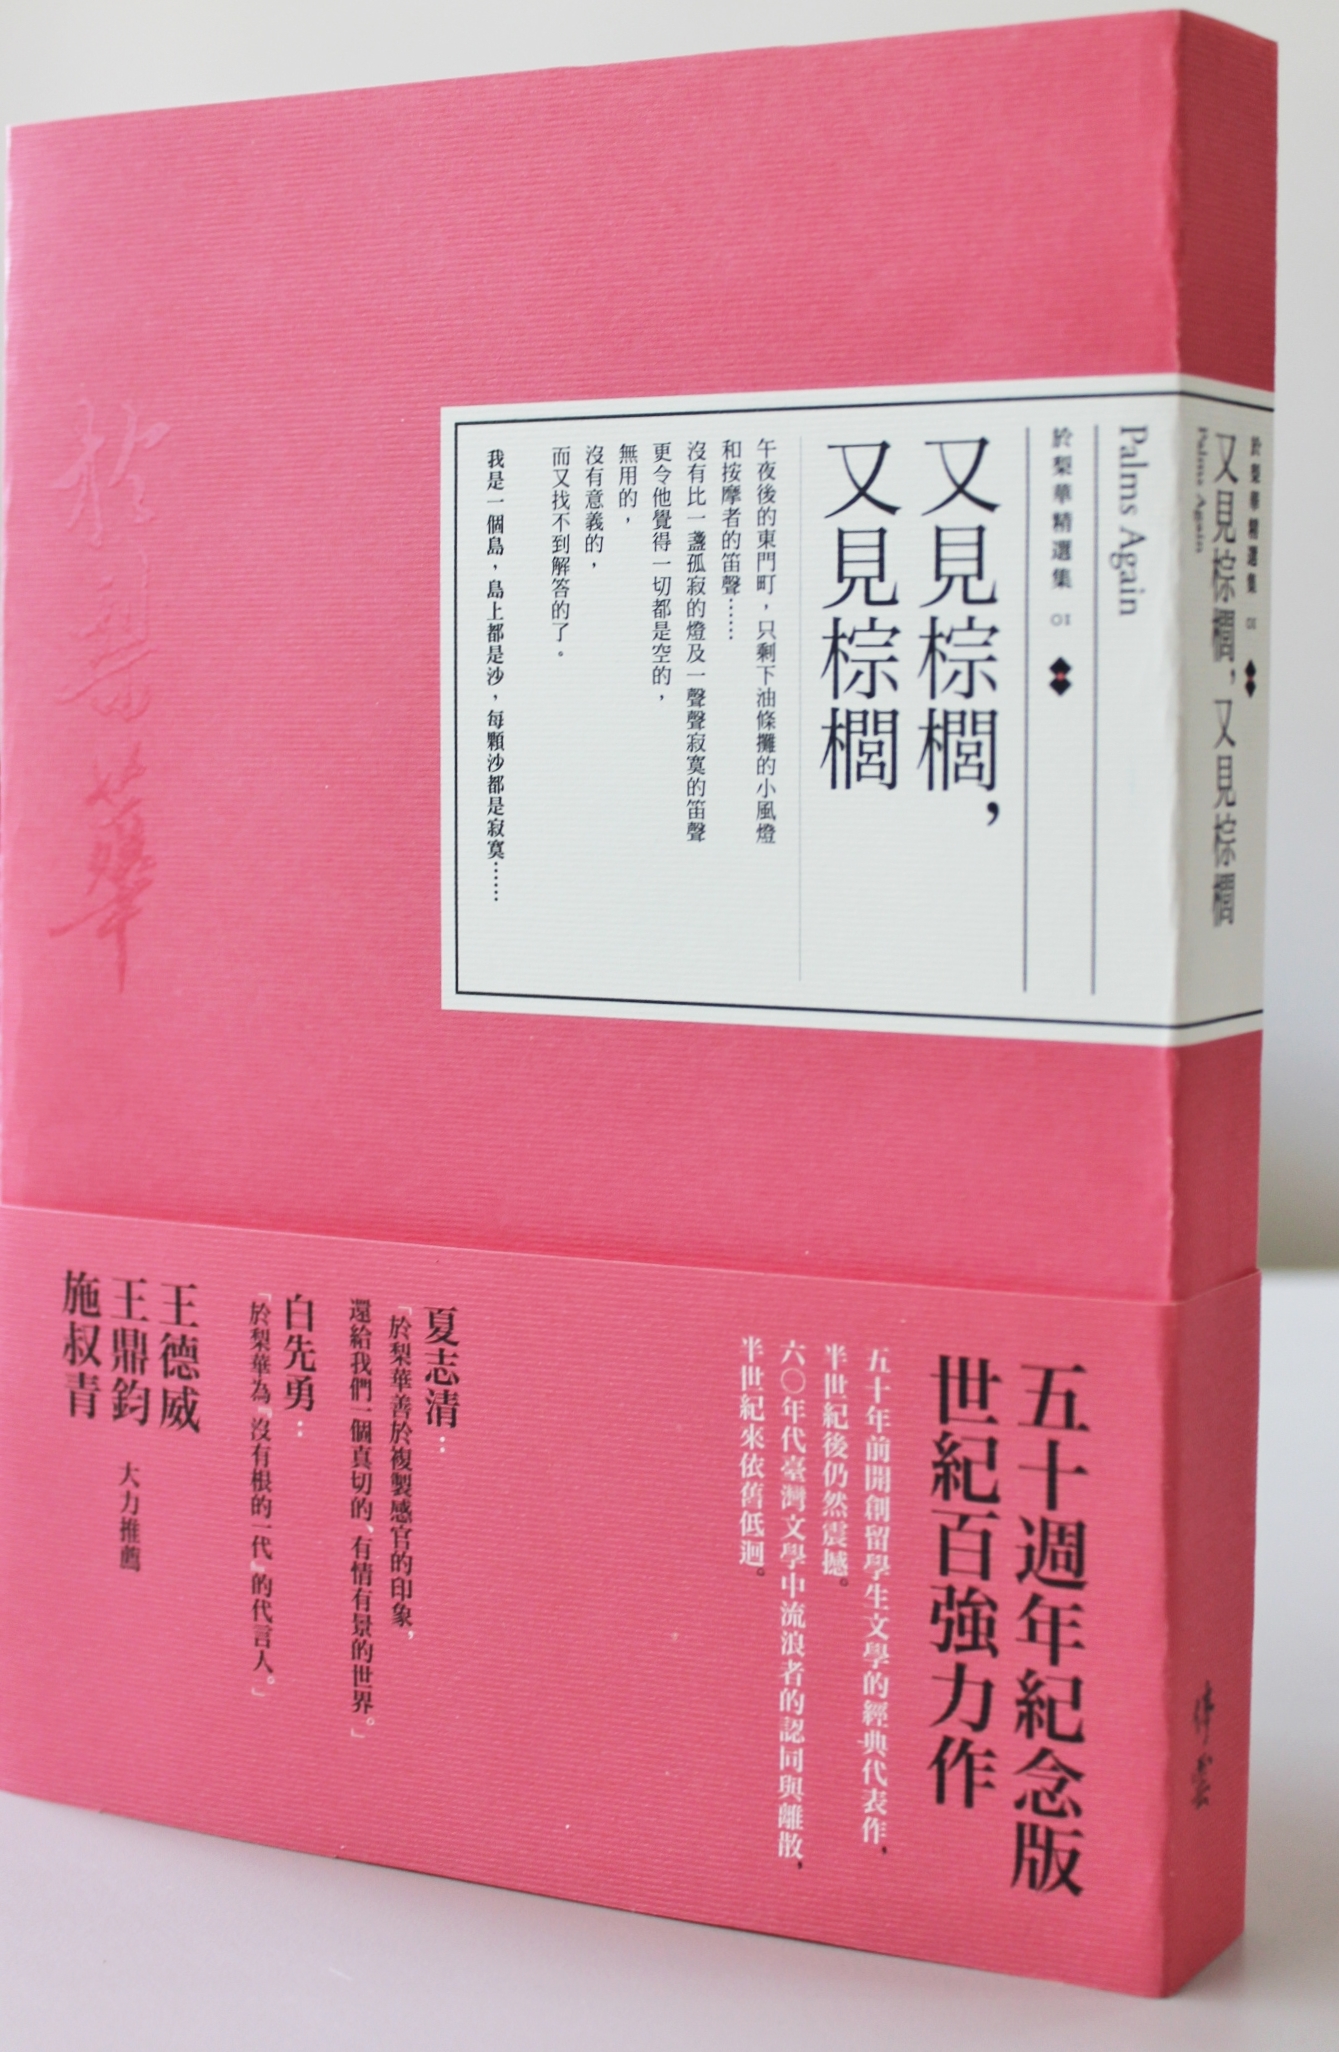 又見棕櫚，又見棕櫚
於梨華精選集 01
Palms Again
Palms Again
於梨華精選集 01
又見棕櫚，
又見棕櫚
午夜後的東門町，只剩下油條攤的小風燈
和按摩者的笛聲……
沒有比一盞孤寂的燈及一聲聲寂寞的笛聲
更令他覺得一切都是空的，
無用的，
沒有意義的，
而又找不到解答的了。
我是一個島，島上都是沙，每顆沙都是寂寞……
於梨華
五十週年紀念版
世紀百強力作
五十年前開創留學生文學的經典代表作，
半世紀後仍然震撼。
六〇年代臺灣文學中流浪者的認同與離散，
半世紀來依舊低迴。
夏志清：
「於梨華善於複製感官的印象，
還給我們一個真切的、有情有景的世界。」
白先勇：
「於梨華為『沒有根的一代』的代言人。」
王德威
王鼎鈞
施叔青
大力推薦